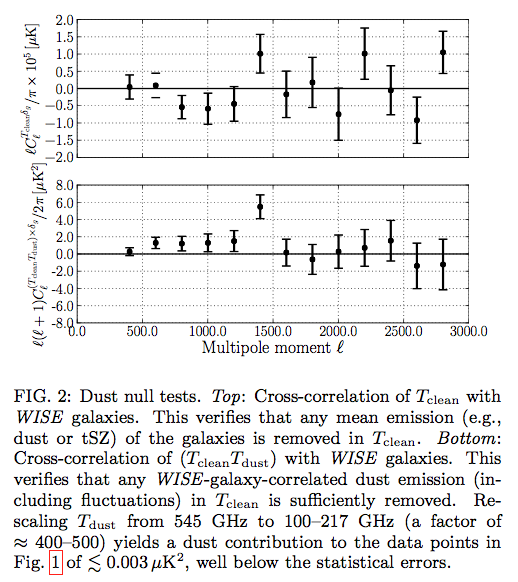 2.0
1.5
1.0
0.5
0.0
−0.5
−1.0
−1.5
−2.0
ℓC_ℓ^{T_clean δ_g}/π × 10^5 [μK]
8.0
6.0
4.0
2.0
0.0
−2.0
−4.0
−6.0
−8.0
ℓ(ℓ+1)C_ℓ^{(T_clean T_dust)×δ_g}/2π [μK²]
0.0 500.0 1000.0 1500.0 2000.0 2500.0 3000.0
Multipole moment ℓ
FIG. 2: Dust null tests. Top: Cross-correlation of T_clean with
WISE galaxies. This verifies that any mean emission (e.g.,
dust or tSZ) of the galaxies is removed in T_clean. Bottom:
Cross-correlation of (T_clean T_dust) with WISE galaxies. This
verifies that any WISE-galaxy-correlated dust emission (in-
cluding fluctuations) in T_clean is sufficiently removed. Re-
scaling T_dust from 545 GHz to 100–217 GHz (a factor of
≈ 400–500) yields a dust contribution to the data points in
Fig. 1 of ≲ 0.003 μK², well below the statistical errors.